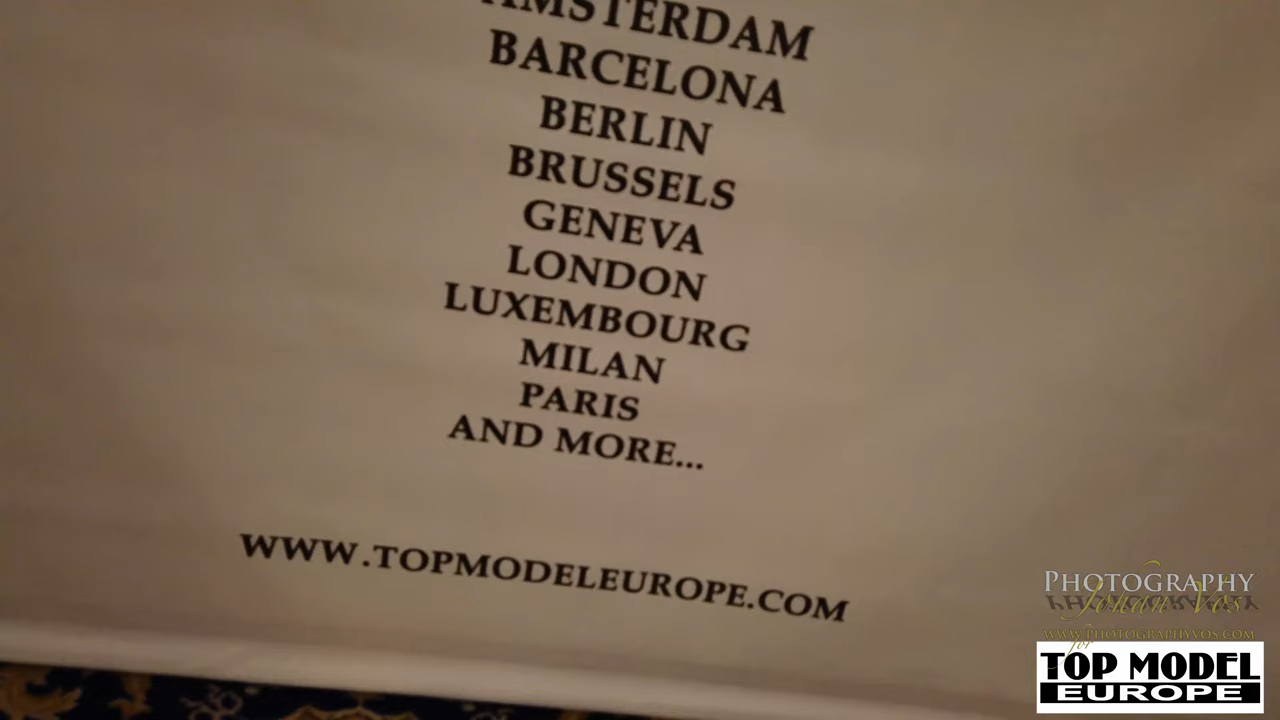 AMSTERDAM
BARCELONA
BERLIN
BRUSSELS
GENEVA
LONDON
LUXEMBOURG
MILAN
PARIS
AND MORE...
WWW.TOPMODELEUROPE.COM
PHOTOGRAPHY
Johan Vos
WWW.PHOTOGRAPHYVOS.COM
for
TOP MODEL
EUROPE